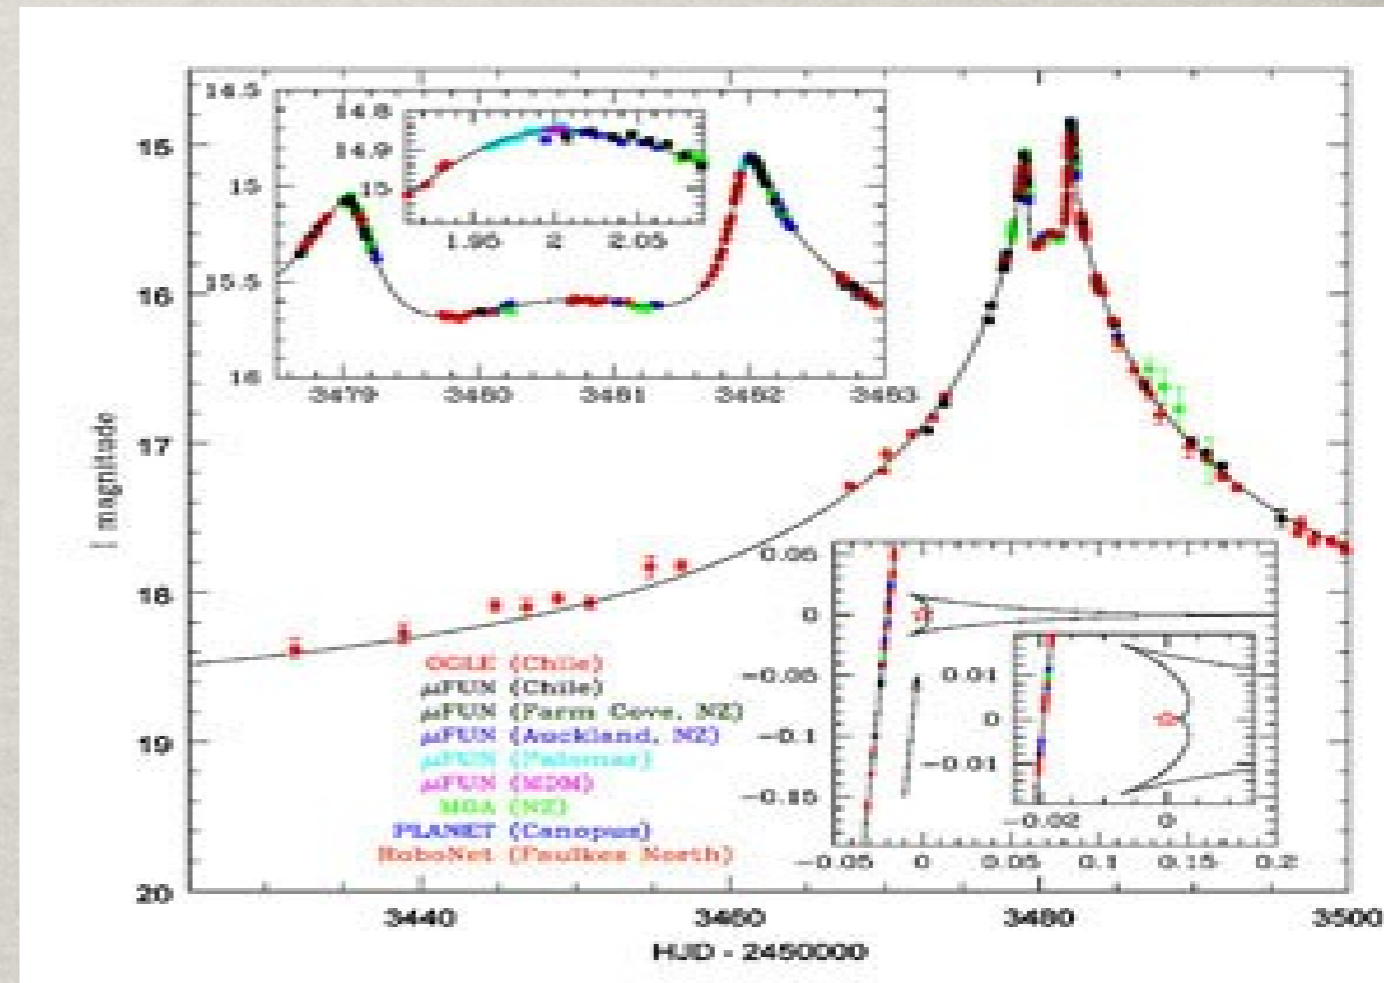 14.5
14.8
15
14.9
15
15
1.95 2 2.05
15.5
16
16
3479 3480 3481 3482 3483
17
I magnitude
0.05
18
0
OGLE (Chile)
μFUN (Chile)
-0.05
0.01
μFUN (Farm Cove, NZ)
0
μFUN (Auckland, NZ)
-0.1
19
μFUN (Palomar)
-0.01
μFUN (MDM)
-0.15
MOA (NZ)
-0.02 0
PLANET (Canopus)
RoboNet (Faulkes North)
-0.05 0 0.05 0.1 0.15 0.2
20
3440 3460 3480 3500
HJD - 2450000